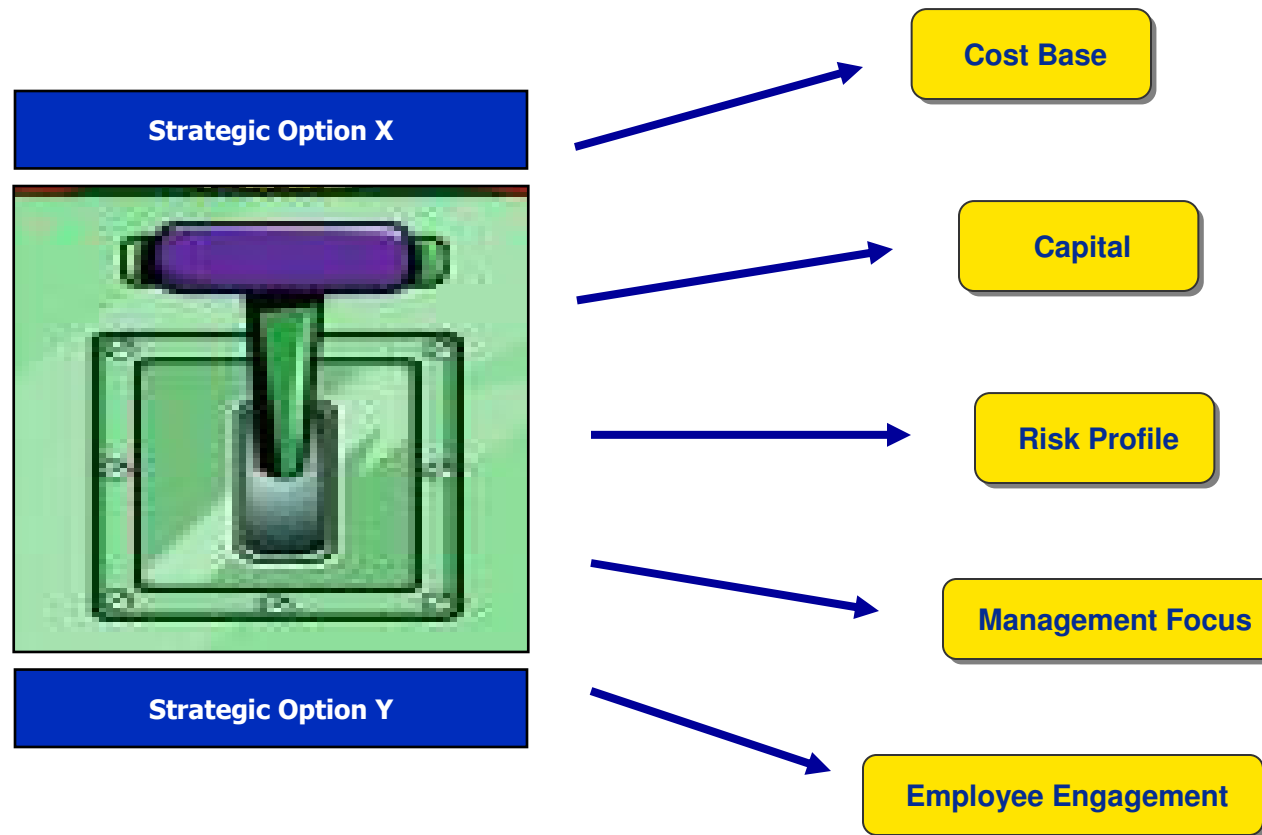 Cost Base
Strategic Option X
Capital
Risk Profile
Management Focus
Strategic Option Y
Employee Engagement